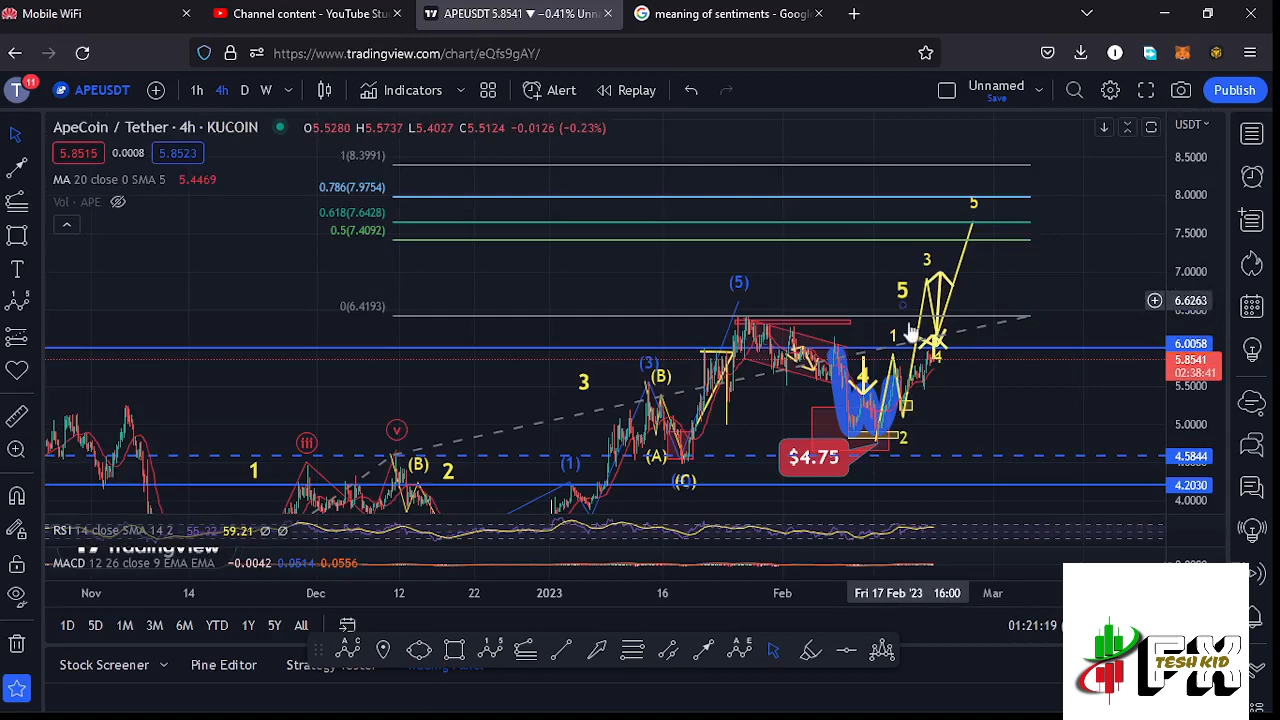 Mobile WiFi
Channel content - YouTube Stu
APEUSDT 5.8541 ▼ −0.41% Unna
meaning of sentiments - Google
https://www.tradingview.com/chart/eQfs9gAY/
T 11 APEUSDT 1h 4h D W Indicators Alert Replay Unnamed Save Publish
ApeCoin / Tether · 4h · KUCOIN O5.5280 H5.5737 L5.4027 C5.5124 −0.0126 (−0.23%)
USDT
5.8515 0.0008 5.8523
MA 20 close 0 SMA 5 5.4469
Vol · APE
1(8.3991)
0.786(7.9754)
0.618(7.6428)
0.5(7.4092)
0(6.4193)
8.5000
8.0000
7.5000
7.0000
6.6263
6.0058
5.8541
02:38:41
5.5000
5.0000
4.5844
4.2030
4.0000
5
3
5
(5)
1
4
4
2
(3)
(B)
3
(A)
(1)
$4.75
iii
v
(B)
1
2
RSI 14 close SMA 14 2 59.21 ∅ ∅
TradingView
MACD 12 26 close 9 EMA EMA −0.0042 0.0514 0.0556
Nov 14 Dec 12 22 2023 16 Feb Fri 17 Feb '23 16:00 Mar
1D 5D 1M 3M 6M YTD 1Y 5Y All
01:21:19
Stock Screener Pine Editor
FX
TESH KID